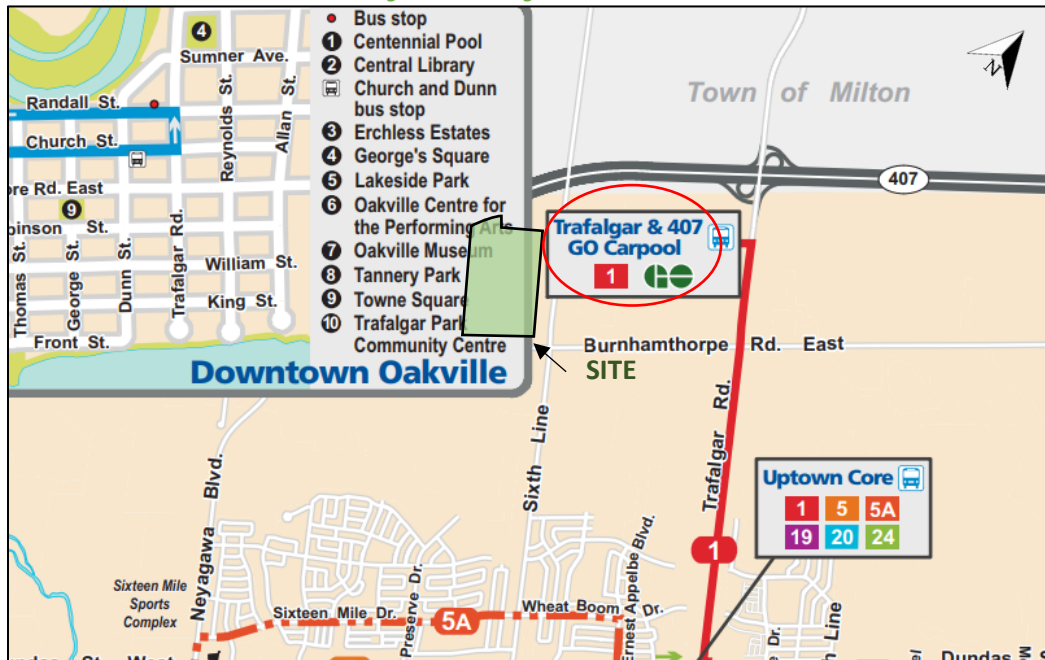 Bus stop
1 Centennial Pool
2 Central Library
Church and Dunn
bus stop
3 Erchless Estates
4 George's Square
5 Lakeside Park
6 Oakville Centre for
the Performing Arts
7 Oakville Museum
8 Tannery Park
9 Towne Square
10 Trafalgar Park
Community Centre
Downtown Oakville
4
Sumner Ave.
Randall St.
Church St.
Reynolds St.
Allan St.
ore Rd. East
9
binson St.
Thomas St.
George St.
Dunn St.
Trafalgar Rd.
William St.
King St.
Front St.
N
Town of Milton
407
Trafalgar & 407
GO Carpool
1 GO
Burnhamthorpe Rd. East
SITE
Sixth Line
Trafalgar Rd.
Neyagawa Blvd.
Uptown Core
1 5 5A
19 20 24
1
Sixteen Mile
Sports
Complex
Sixteen Mile Dr.
Preserve Dr.
5A
Wheat Boom Dr.
Ernest Appelbe Blvd.
Line
e Dr.
St. West
Dundas S